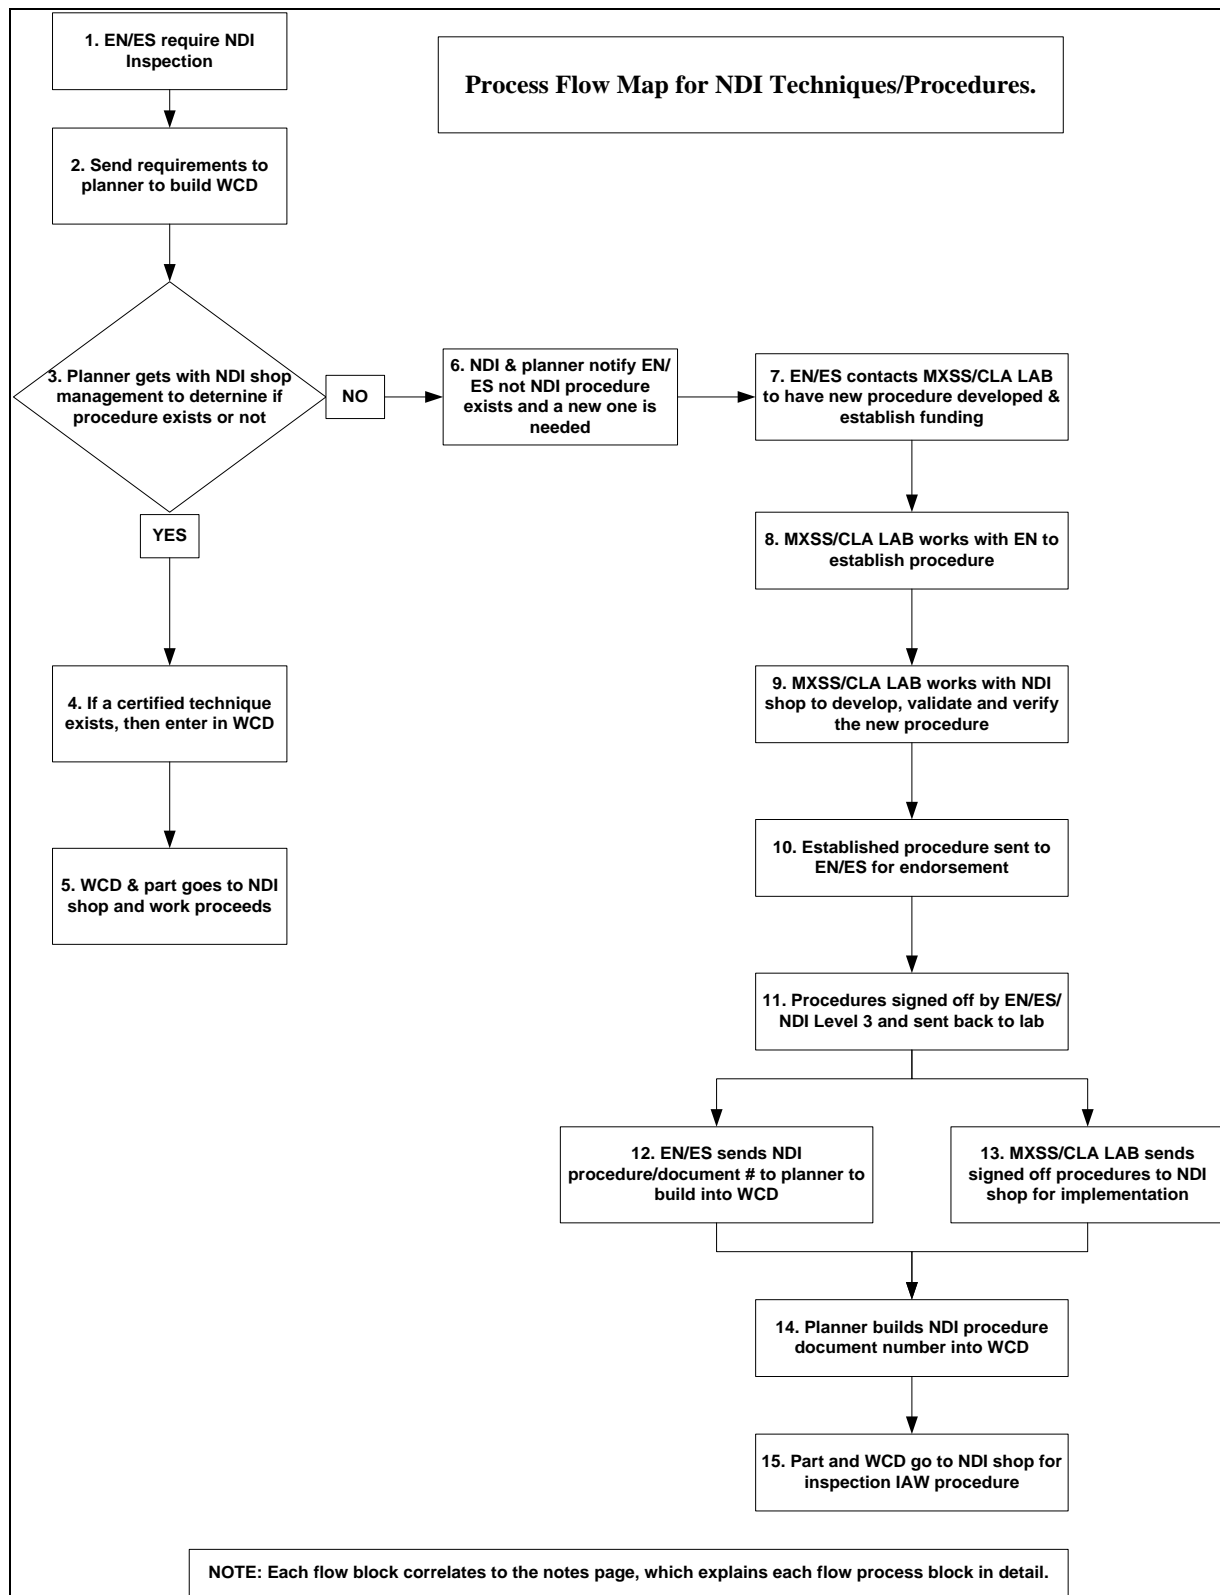 1. EN/ES require NDI
Inspection
Process Flow Map for NDI Techniques/Procedures.
2. Send requirements to
planner to build WCD
3. Planner gets with NDI shop
management to deternine if
procedure exists or not
NO
6. NDI & planner notify EN/
ES not NDI procedure
exists and a new one is
needed
7. EN/ES contacts MXSS/CLA LAB
to have new procedure developed &
establish funding
YES
8. MXSS/CLA LAB works with EN to
establish procedure
4. If a certified technique
exists, then enter in WCD
9. MXSS/CLA LAB works with NDI
shop to develop, validate and verify
the new procedure
5. WCD & part goes to NDI
shop and work proceeds
10. Established procedure sent to
EN/ES for endorsement
11. Procedures signed off by EN/ES/
NDI Level 3 and sent back to lab
12. EN/ES sends NDI
procedure/document # to planner to
build into WCD
13. MXSS/CLA LAB sends
signed off procedures to NDI
shop for implementation
14. Planner builds NDI procedure
document number into WCD
15. Part and WCD go to NDI shop for
inspection IAW procedure
NOTE: Each flow block correlates to the notes page, which explains each flow process block in detail.